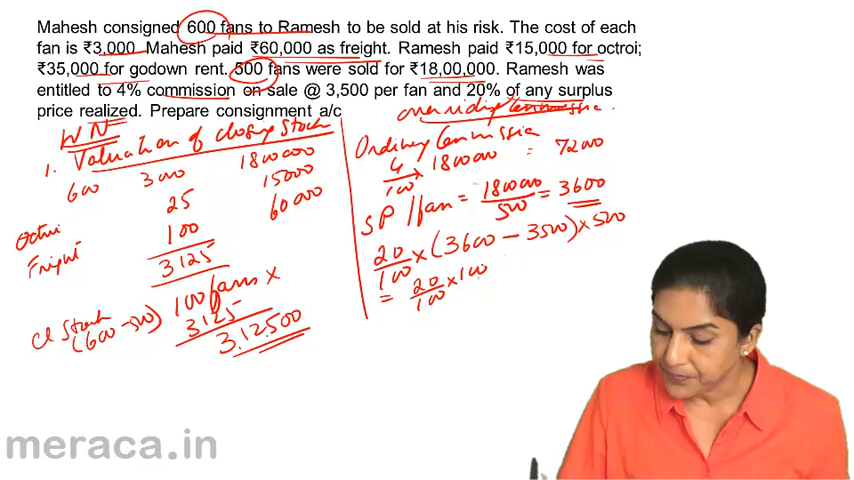 Mahesh consigned 600 fans to Ramesh to be sold at his risk. The cost of each
fan is ₹3,000. Mahesh paid ₹60,000 as freight. Ramesh paid ₹15,000 for octroi;
₹35,000 for godown rent. 500 fans were sold for ₹18,00,000. Ramesh was
entitled to 4% commission on sale @ 3,500 per fan and 20% of any surplus
price realized. Prepare consignment a/c
WN
1. Valuation of closing stock
600 3000 1800000
Octroi 25 15000
Freight 100 60000
3125
Cl Stock (600 - 500) 100 fans x
3125
3,12,500
overriding commission.
Ordinary Commission
4/100 x 1800000 = 72000
SP / fan = 1800000/500 = 3600
20/100 x (3600 - 3500) x 500
= 20/100 x 100
meraca.in